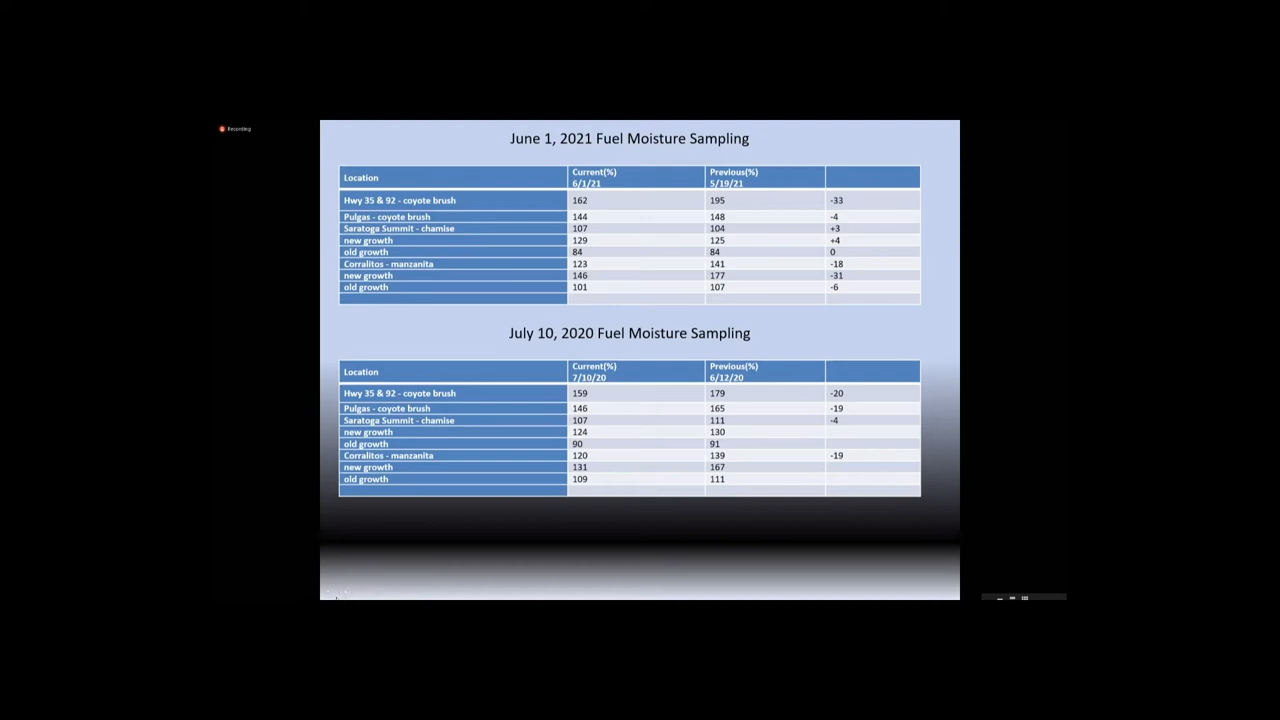 Recording
June 1, 2021 Fuel Moisture Sampling
Location Current(%) 6/1/21 Previous(%) 5/19/21
Hwy 35 & 92 - coyote brush 162 195 -33
Pulgas - coyote brush 144 148 -4
Saratoga Summit - chamise 107 104 +3
new growth 129 125 +4
old growth 84 84 0
Corralitos - manzanita 123 141 -18
new growth 146 177 -31
old growth 101 107 -6
July 10, 2020 Fuel Moisture Sampling
Location Current(%) 7/10/20 Previous(%) 6/12/20
Hwy 35 & 92 - coyote brush 159 179 -20
Pulgas - coyote brush 146 165 -19
Saratoga Summit - chamise 107 111 -4
new growth 124 130
old growth 90 91
Corralitos - manzanita 120 139 -19
new growth 131 167
old growth 109 111